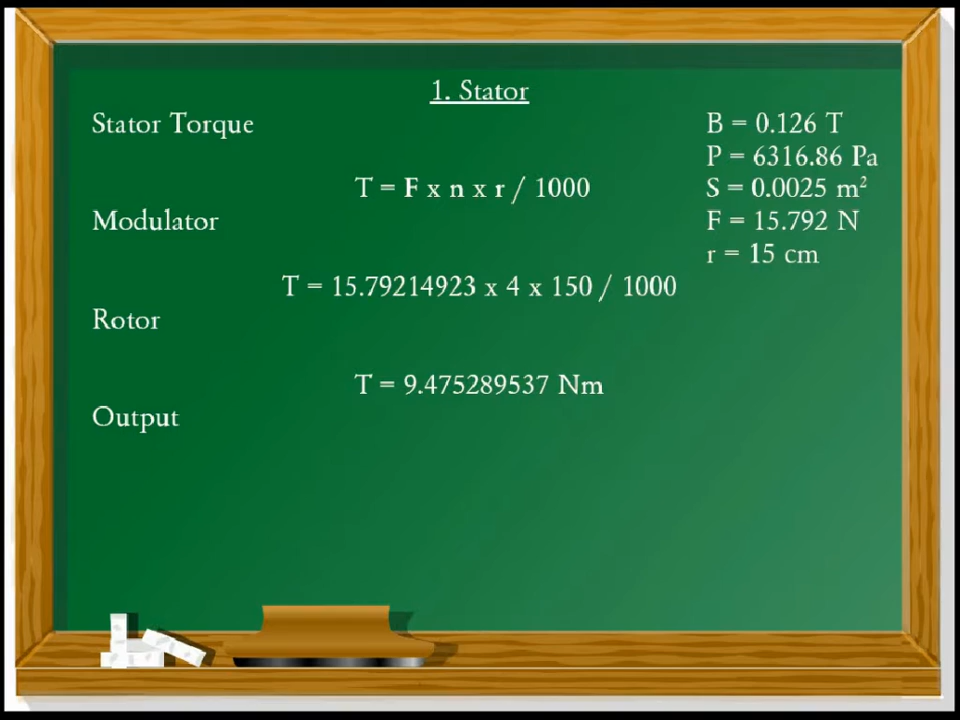 1. Stator
Stator Torque
B = 0.126 T
P = 6316.86 Pa
T = F x n x r / 1000
S = 0.0025 m²
Modulator
F = 15.792 N
r = 15 cm
T = 15.79214923 x 4 x 150 / 1000
Rotor
T = 9.475289537 Nm
Output